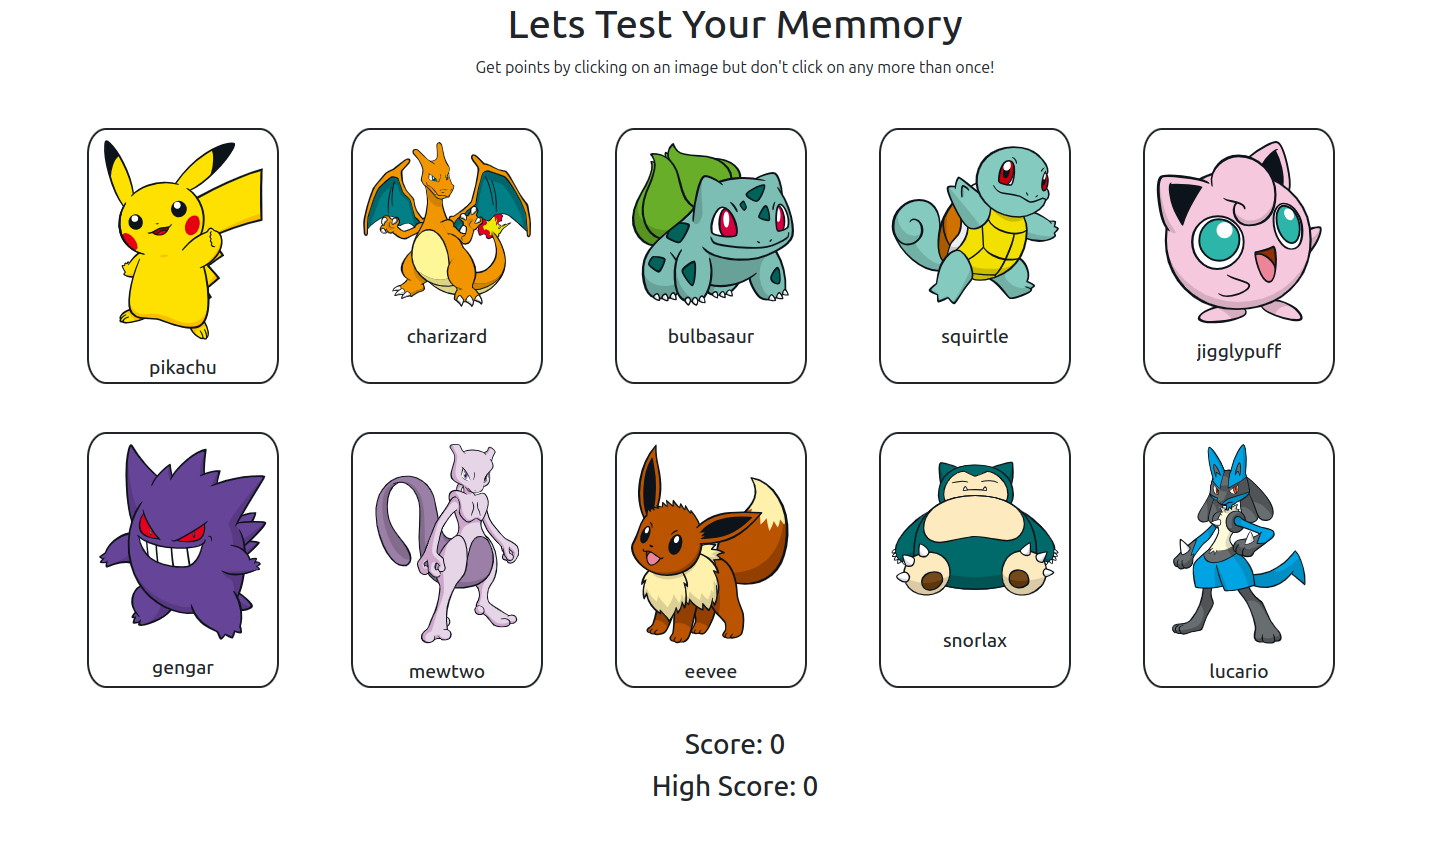 Lets Test Your Memmory
Get points by clicking on an image but don't click on any more than once!
pikachu
charizard
bulbasaur
squirtle
jigglypuff
gengar
mewtwo
eevee
snorlax
lucario
Score: 0
High Score: 0